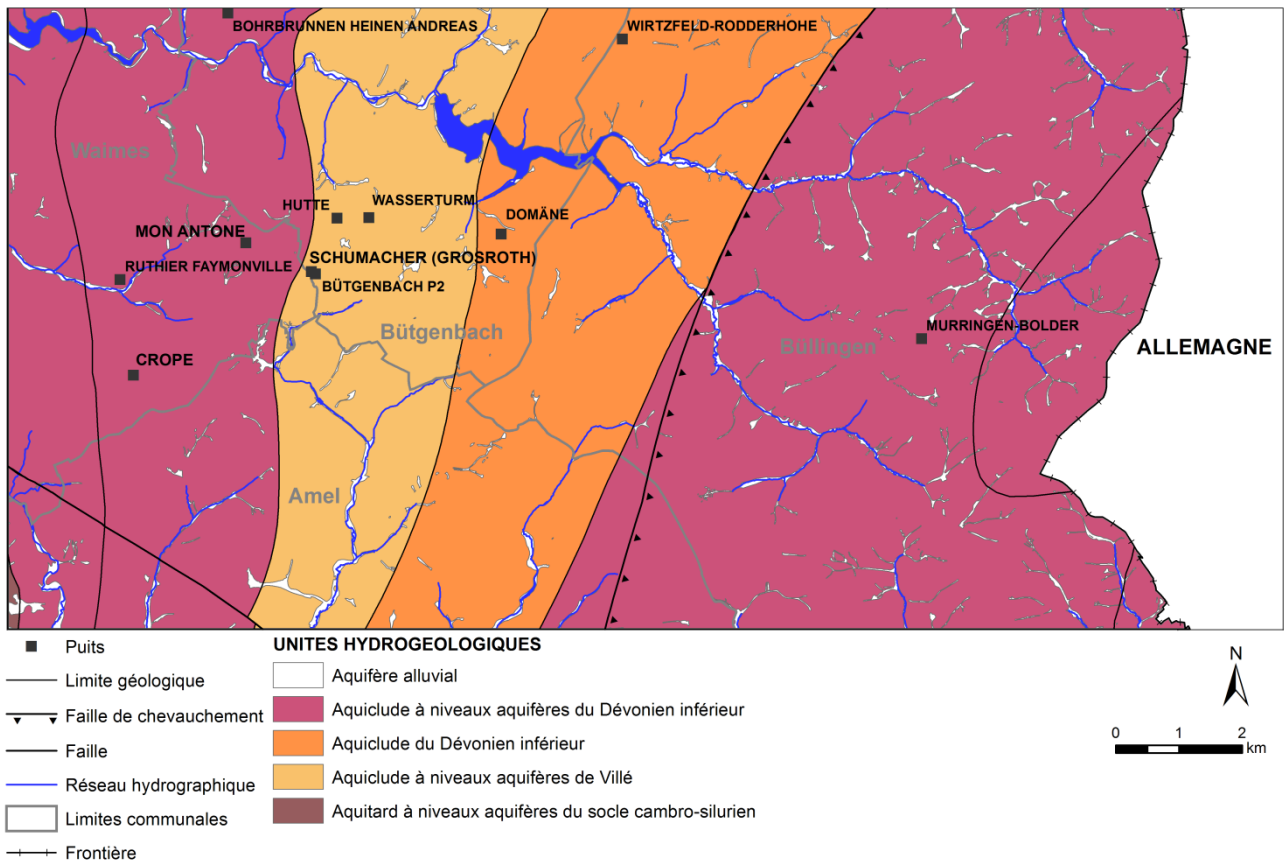 BOHRBRUNNEN HEINEN ANDREAS
WIRTZFELD-RODDERHOHE
Waimes
HUTTE
WASSERTURM
DOMÄNE
MON ANTONE
SCHUMACHER (GROSROTH)
RUTHIER FAYMONVILLE
BÜTGENBACH P2
Bütgenbach
Büllingen
MURRINGEN-BOLDER
ALLEMAGNE
CROPE
Amel
Puits
Limite géologique
Faille de chevauchement
Faille
Réseau hydrographique
Limites communales
Frontière
UNITES HYDROGEOLOGIQUES
Aquifère alluvial
Aquiclude à niveaux aquifères du Dévonien inférieur
Aquiclude du Dévonien inférieur
Aquiclude à niveaux aquifères de Villé
Aquitard à niveaux aquifères du socle cambro-silurien
N
0 1 2
km